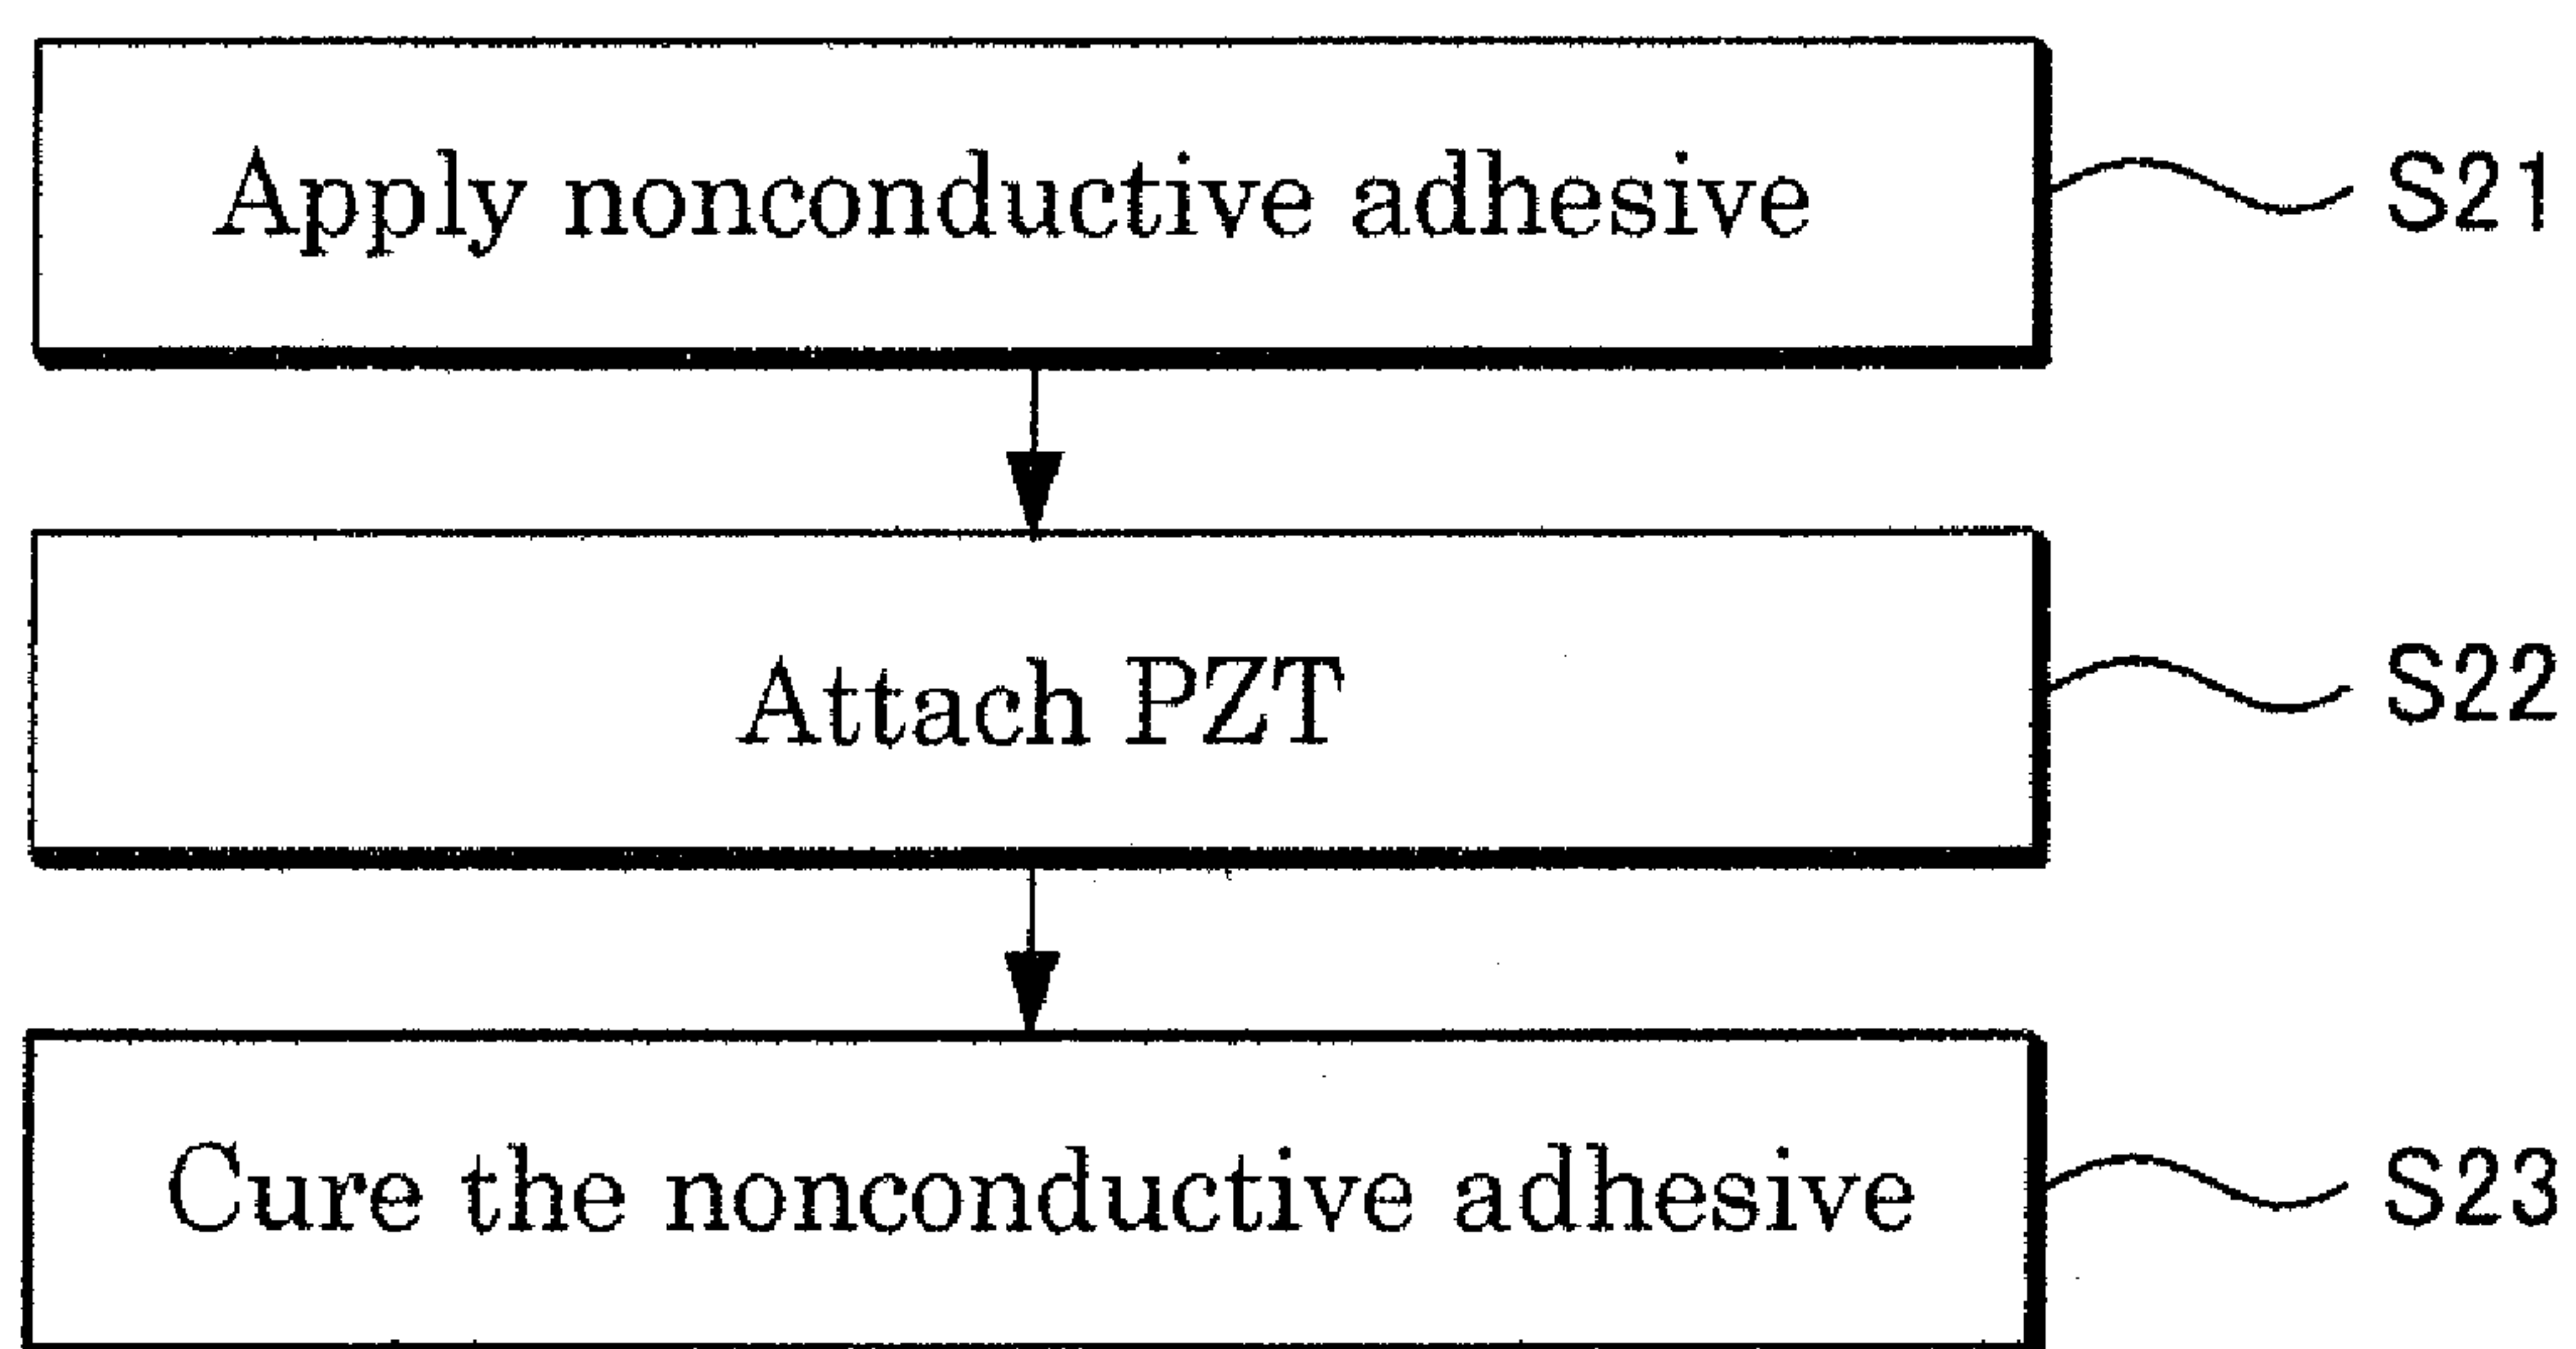 Apply nonconductive adhesive S21
Attach PZT S22
Cure the nonconductive adhesive S23